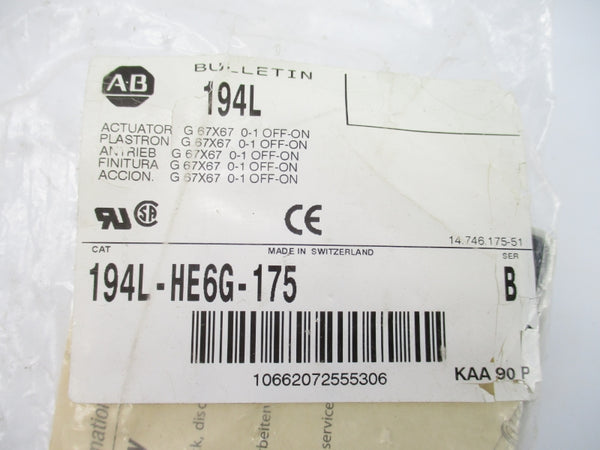 A-B
BULLETIN
194L
ACTUATOR G 67X67 0-1 OFF-ON
PLASTRON G 67X67 0-1 OFF-ON
ANTRIEB G 67X67 0-1 OFF-ON
FINITURA G 67X67 0-1 OFF-ON
ACCION. G 67X67 0-1 OFF-ON
14.746.175-51
CAT
MADE IN SWITZERLAND
SER
194L-HE6G-175
B
10662072555306
KAA 90 P